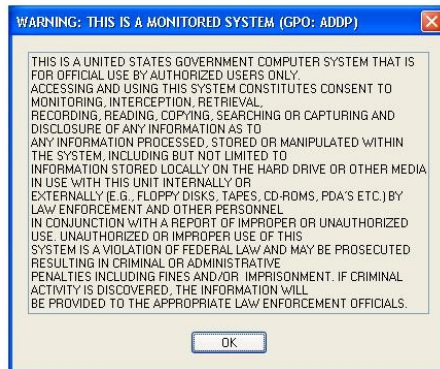 WARNING: THIS IS A MONITORED SYSTEM (GPO: ADDP)
THIS IS A UNITED STATES GOVERNMENT COMPUTER SYSTEM THAT IS
FOR OFFICIAL USE BY AUTHORIZED USERS ONLY.
ACCESSING AND USING THIS SYSTEM CONSTITUTES CONSENT TO
MONITORING, INTERCEPTION, RETRIEVAL,
RECORDING, READING, COPYING, SEARCHING OR CAPTURING AND
DISCLOSURE OF ANY INFORMATION AS TO
ANY INFORMATION PROCESSED, STORED OR MANIPULATED WITHIN
THE SYSTEM, INCLUDING BUT NOT LIMITED TO
INFORMATION STORED LOCALLY ON THE HARD DRIVE OR OTHER MEDIA
IN USE WITH THIS UNIT INTERNALLY OR
EXTERNALLY (E.G., FLOPPY DISKS, TAPES, CD-ROMS, PDA'S ETC.) BY
LAW ENFORCEMENT AND OTHER PERSONNEL
IN CONJUNCTION WITH A REPORT OF IMPROPER OR UNAUTHORIZED
USE. UNAUTHORIZED OR IMPROPER USE OF THIS
SYSTEM IS A VIOLATION OF FEDERAL LAW AND MAY BE PROSECUTED
RESULTING IN CRIMINAL OR ADMINISTRATIVE
PENALTIES INCLUDING FINES AND/OR IMPRISONMENT. IF CRIMINAL
ACTIVITY IS DISCOVERED, THE INFORMATION WILL
BE PROVIDED TO THE APPROPRIATE LAW ENFORCEMENT OFFICIALS.
OK